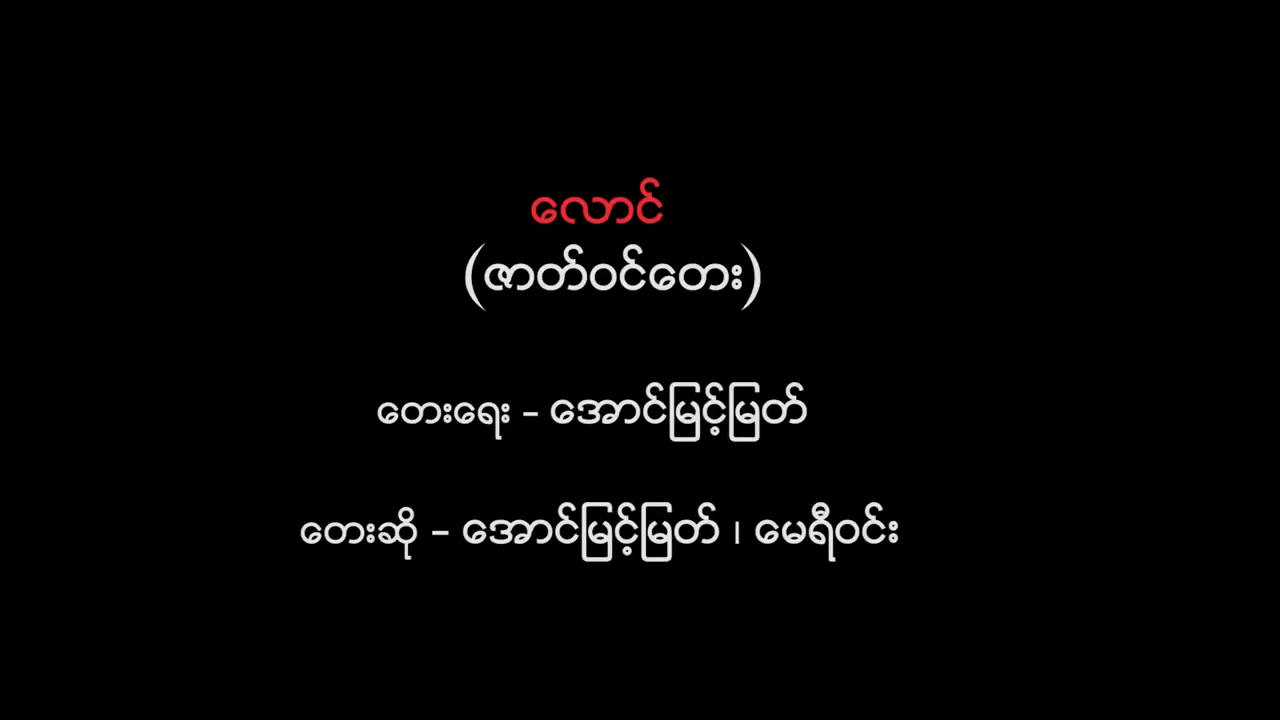 လောင်
(ဇာတ်ဝင်တေး)
တေးရေး - အောင်မြင့်မြတ်
တေးဆို - အောင်မြင့်မြတ် ၊ မေရီဝင်း